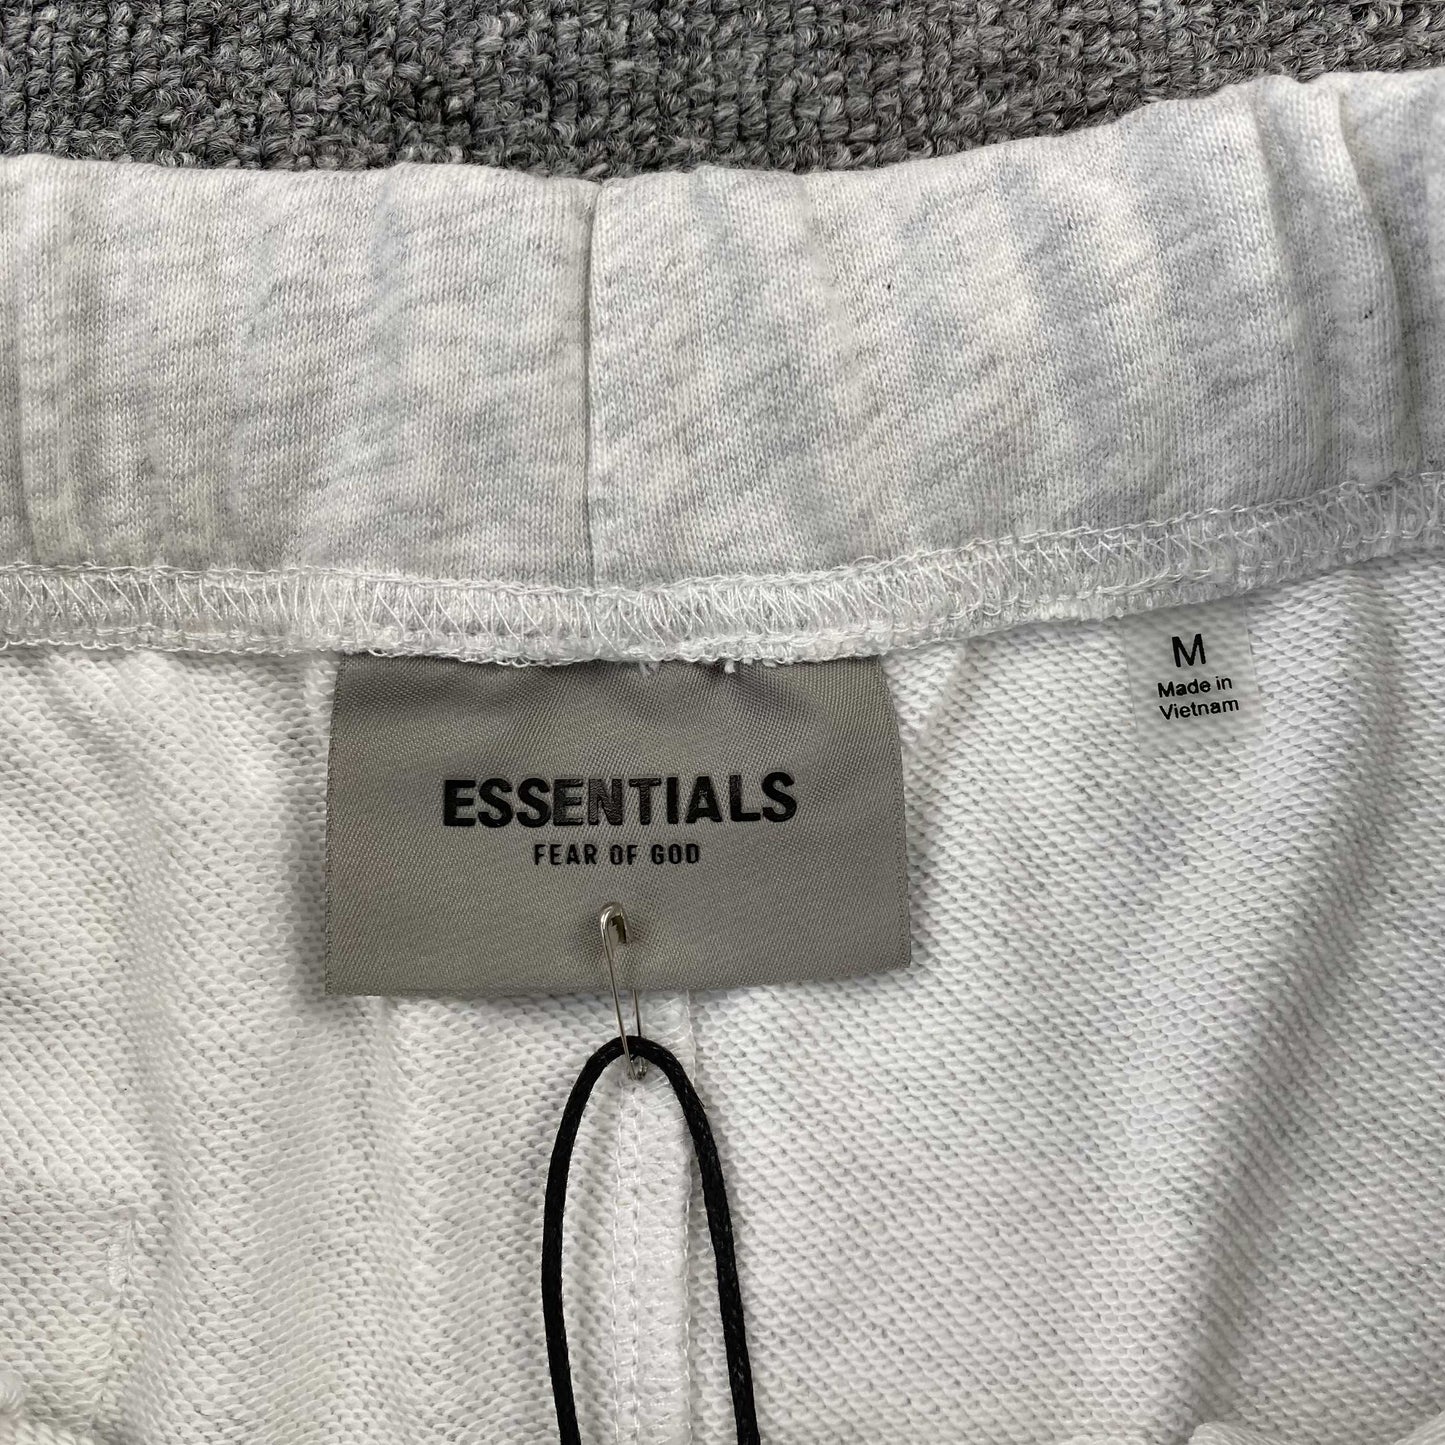 ESSENTIALS
FEAR OF GOD
M
Made in
Vietnam